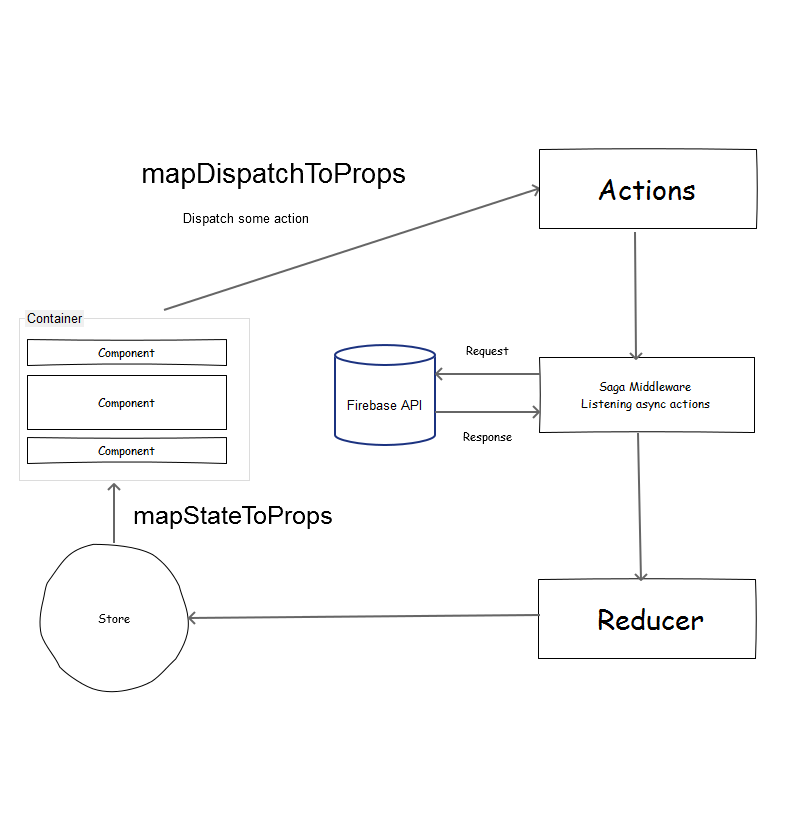 mapDispatchToProps
Dispatch some action
Actions
Container
Component
Component
Component
Request
Firebase API
Response
Saga Middleware
Listening async actions
mapStateToProps
Store
Reducer